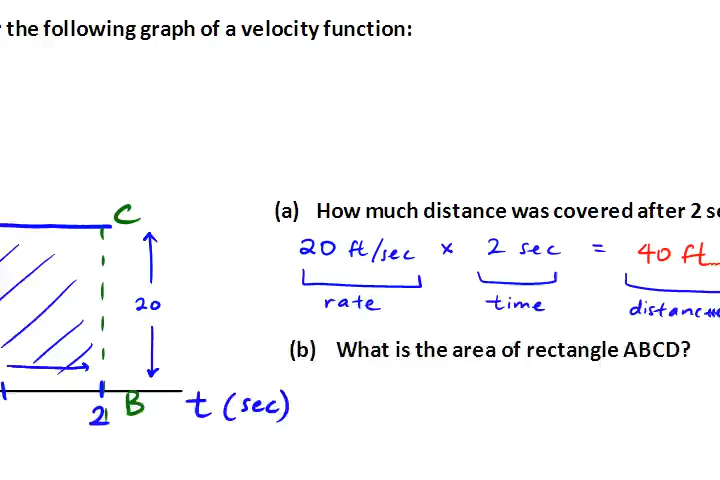 the following graph of a velocity function:
C
(a) How much distance was covered after 2
20 ft/sec × 2 sec = 40 ft
rate time
20
(b) What is the area of rectangle ABCD?
2 B t (sec)